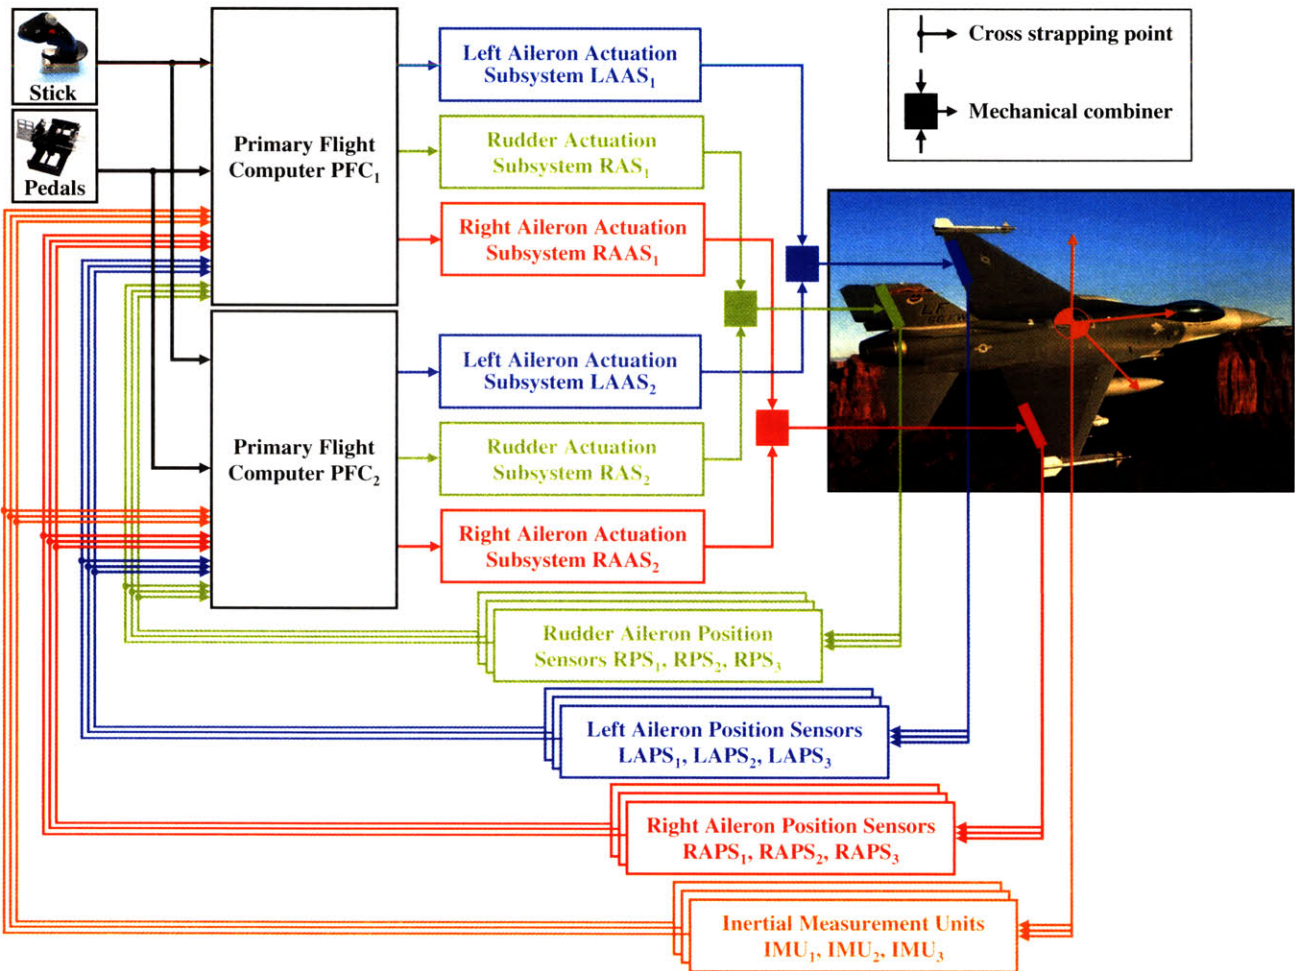 Stick
Pedals
Primary Flight
Computer PFC₁
Primary Flight
Computer PFC₂
Left Aileron Actuation
Subsystem LAAS₁
Rudder Actuation
Subsystem RAS₁
Right Aileron Actuation
Subsystem RAAS₁
Left Aileron Actuation
Subsystem LAAS₂
Rudder Actuation
Subsystem RAS₂
Right Aileron Actuation
Subsystem RAAS₂
Cross strapping point
Mechanical combiner
LF
Rudder Aileron Position
Sensors RPS₁, RPS₂, RPS₃
Left Aileron Position Sensors
LAPS₁, LAPS₂, LAPS₃
Right Aileron Position Sensors
RAPS₁, RAPS₂, RAPS₃
Inertial Measurement Units
IMU₁, IMU₂, IMU₃